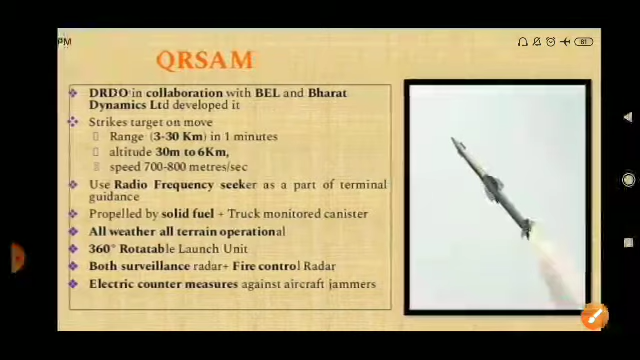 PM
81
QRSAM
DRDO in collaboration with BEL and Bharat
Dynamics Ltd developed it
Strikes target on move
Range (3-30 Km) in 1 minutes
altitude 30m to 6Km,
speed 700-800 metres/sec
Use Radio Frequency seeker as a part of terminal
guidance
Propelled by solid fuel + Truck monitored canister
All weather all terrain operational
360° Rotatable Launch Unit
Both surveillance radar+ Fire control Radar
Electric counter measures against aircraft jammers